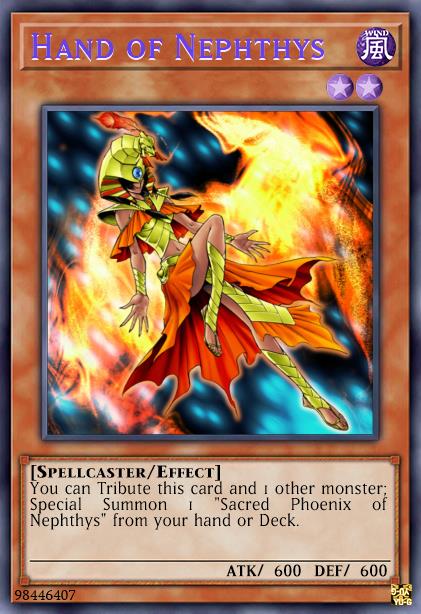 HAND OF NEPHTHYS
WIND
風
[SPELLCASTER/EFFECT]
You can Tribute this card and 1 other monster;
Special Summon 1 "Sacred Phoenix of
Nephthys" from your hand or Deck.
ATK/ 600 DEF/ 600
98446407